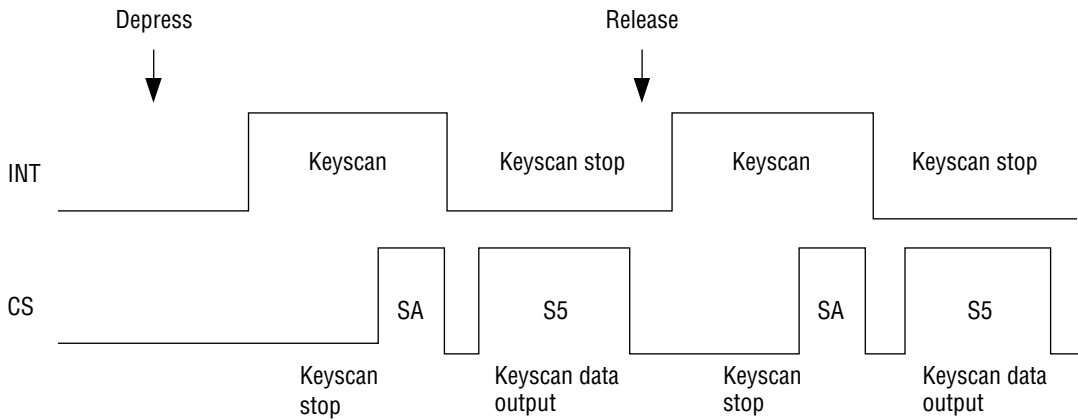 Depress
Release
INT
Keyscan
Keyscan stop
Keyscan
Keyscan stop
CS
SA
S5
SA
S5
Keyscan
stop
Keyscan data
output
Keyscan
stop
Keyscan data
output